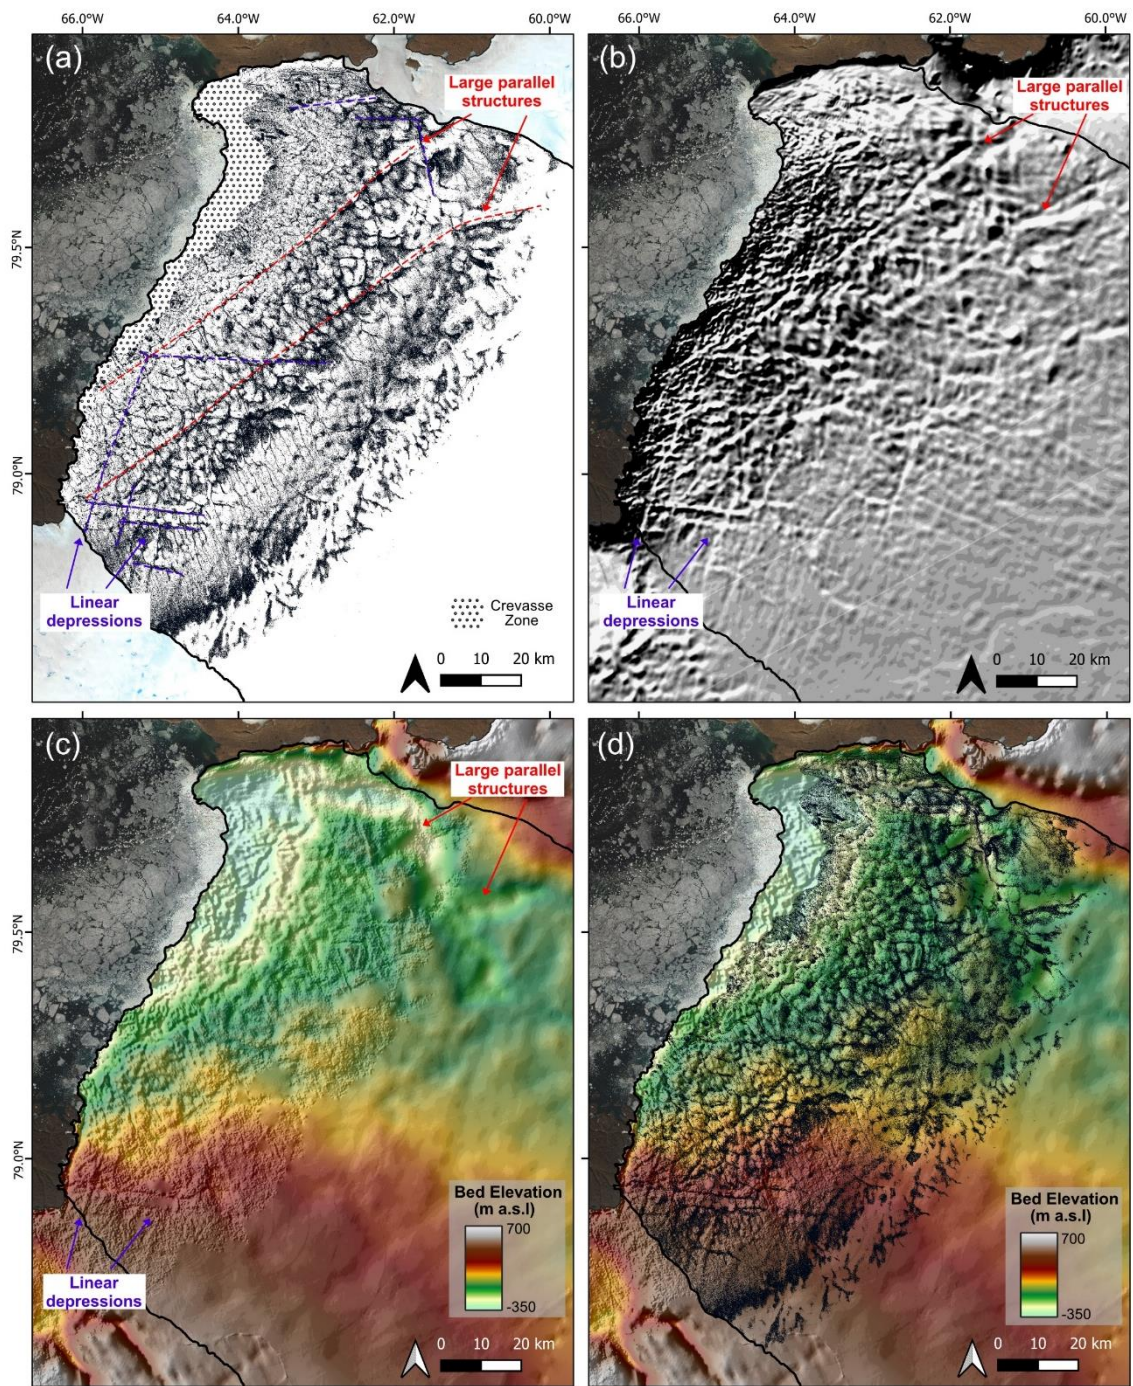 66.0°W 64.0°W 62.0°W 60.0°W 66.0°W 64.0°W 62.0°W 60.0°W
(a)
Large parallel
structures
79.5°N
79.0°N
Linear
depressions
Crevasse
Zone
0 10 20 km
(b)
Large parallel
structures
Linear
depressions
0 10 20 km
(c)
Large parallel
structures
79.5°N
79.0°N
Linear
depressions
Bed Elevation
(m a.s.l)
700
-350
0 10 20 km
(d)
Bed Elevation
(m a.s.l)
700
-350
0 10 20 km